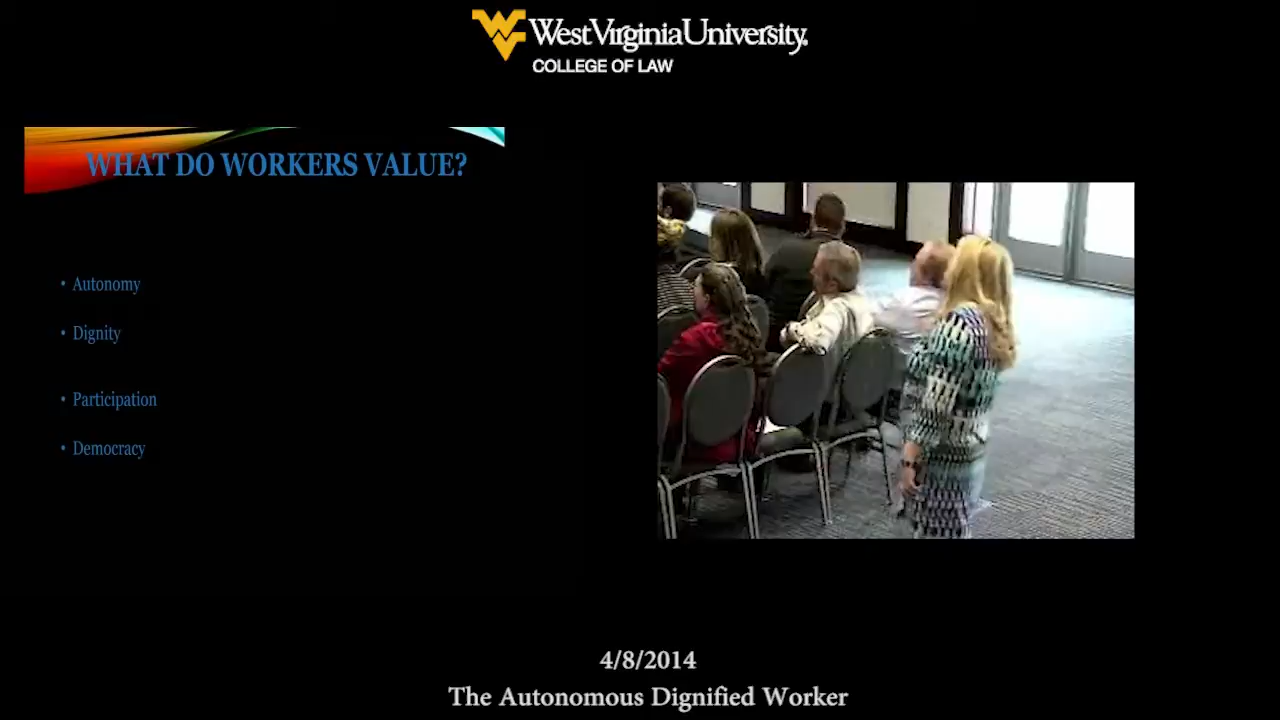 WestVirginiaUniversity.
COLLEGE OF LAW
WHAT DO WORKERS VALUE?
• Autonomy
• Dignity
• Participation
• Democracy
4/8/2014
The Autonomous Dignified Worker